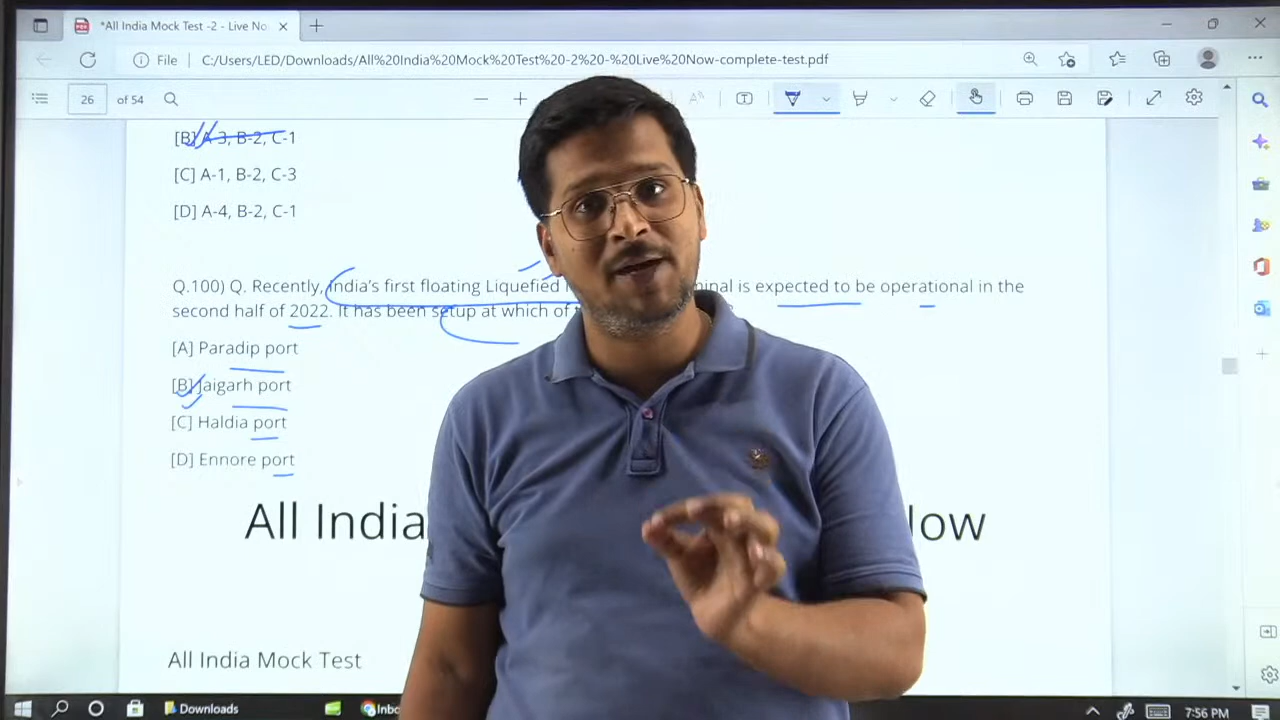 *All India Mock Test -2 - Live No
File
C:/Users/LED/Downloads/All%20India%20Mock%20Test%20-2%20-%20Live%20Now-complete-test.pdf
26 of 54
[B] A-3, B-2, C-1
[C] A-1, B-2, C-3
[D] A-4, B-2, C-1
Q.100) Q. Recently, India's first floating Liquefied is expected to be operational in the
second half of 2022. It has been setup at which of
[A] Paradip port
[B] Jaigarh port
[C] Haldia port
[D] Ennore port
All India
All India Mock Test
Downloads
7:56 PM